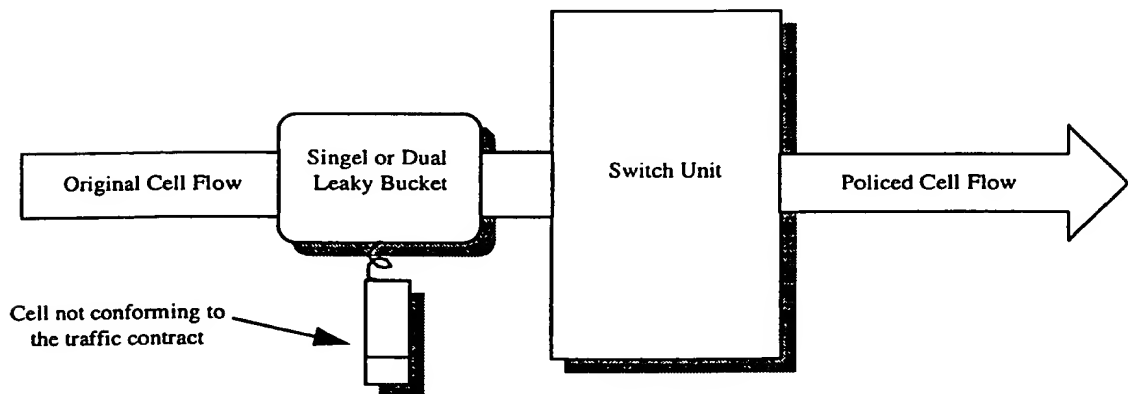 Original Cell Flow
Singel or Dual
Leaky Bucket
Switch Unit
Policed Cell Flow
Cell not conforming to
the traffic contract